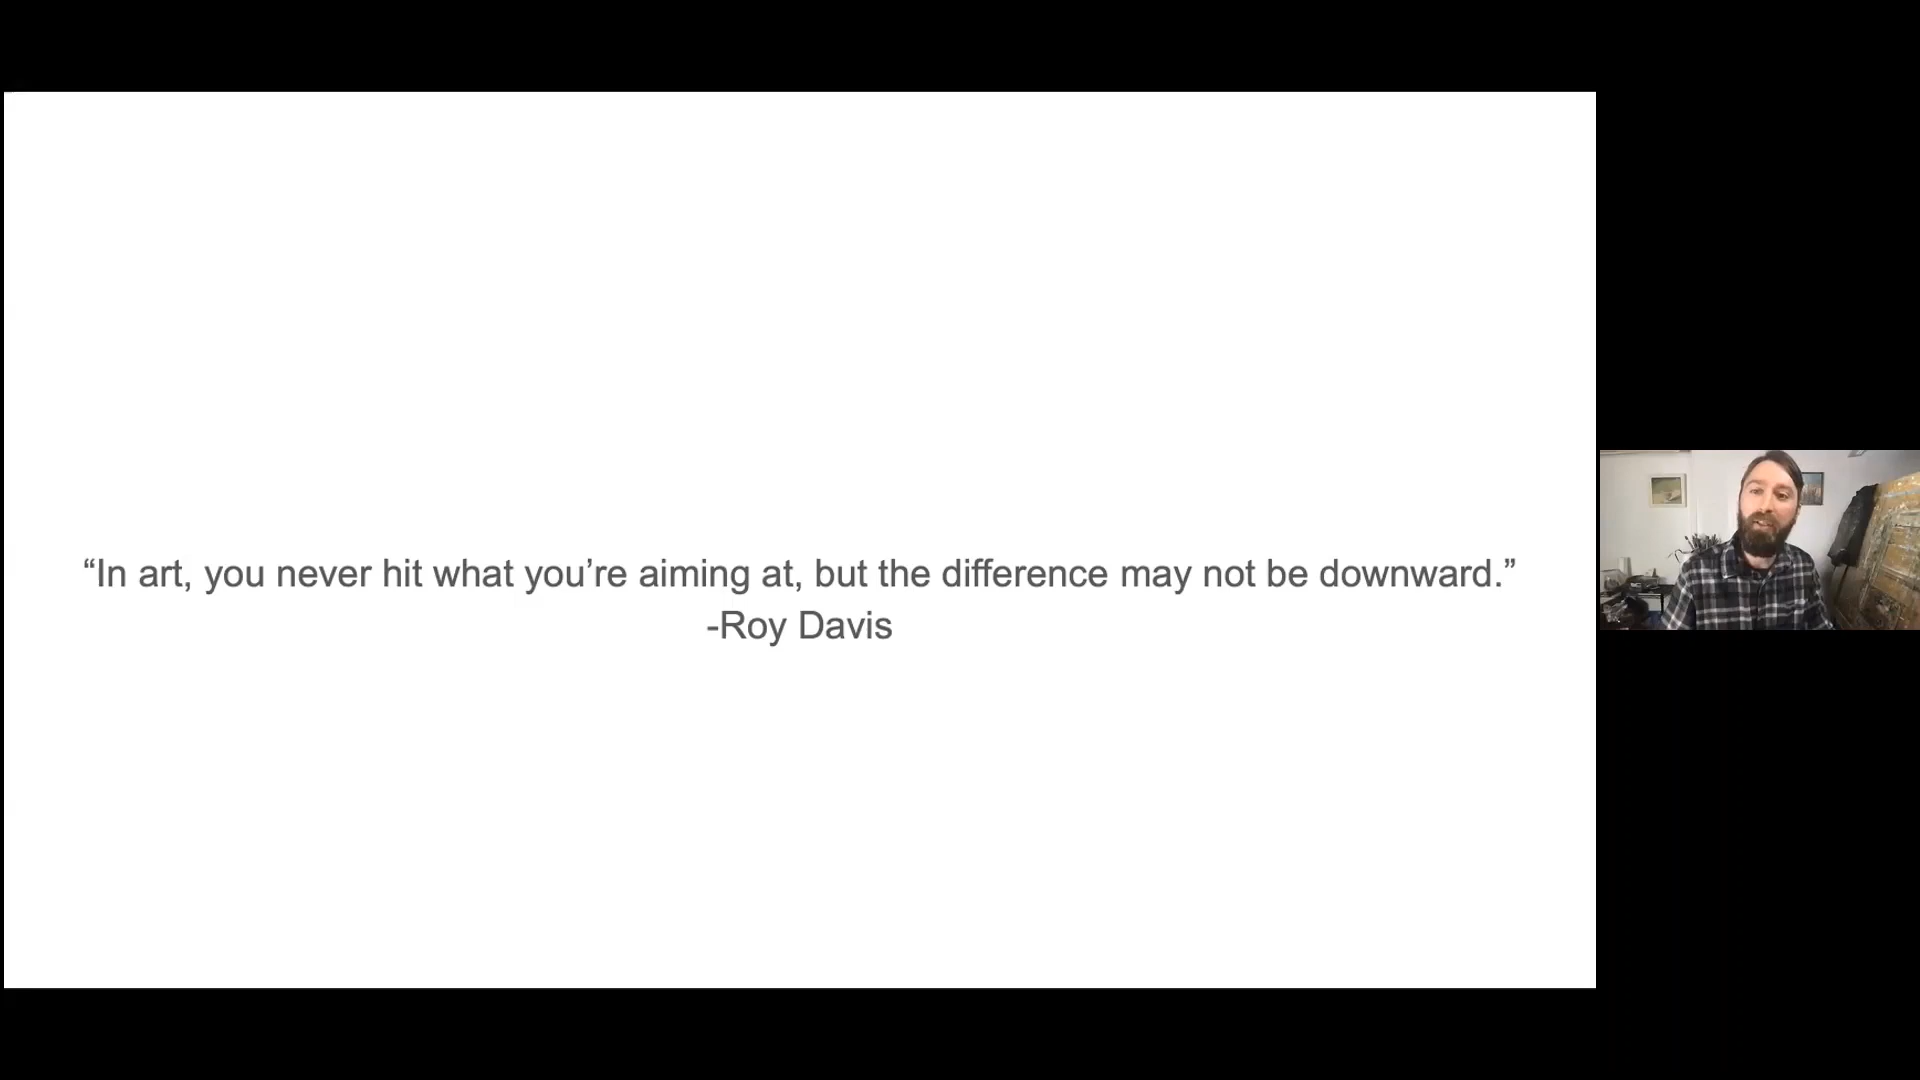 “In art, you never hit what you’re aiming at, but the difference may not be downward.”
-Roy Davis